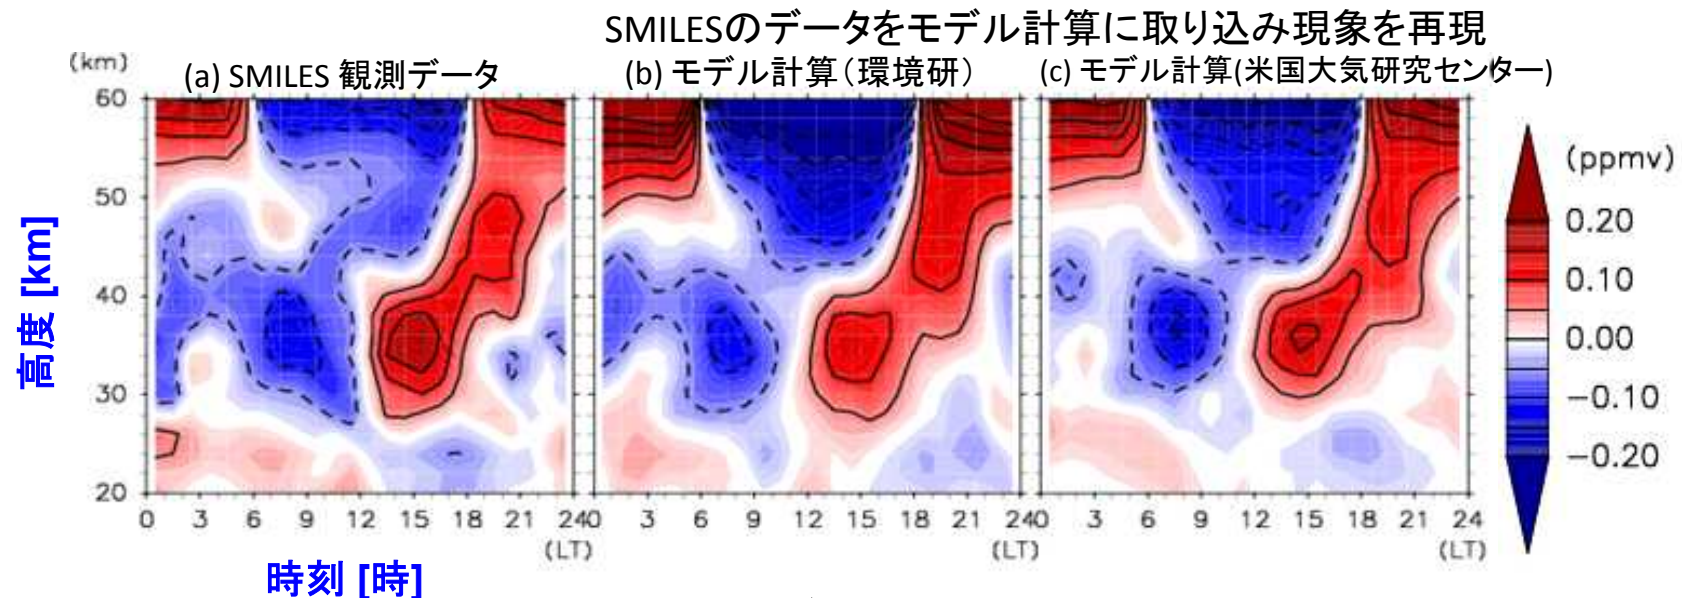 SMILESのデータをモデル計算に取り込み現象を再現
(km)
(a) SMILES 観測データ
(b) モデル計算（環境研）
(c) モデル計算(米国大気研究センター)
60
50
40
30
20
高度 [km]
0 3 6 9 12 15 18 21 24
0 3 6 9 12 15 18 21 24
0 3 6 9 12 15 18 21 24
(LT)
(LT)
(LT)
時刻 [時]
(ppmv)
0.20
0.10
0.00
−0.10
−0.20